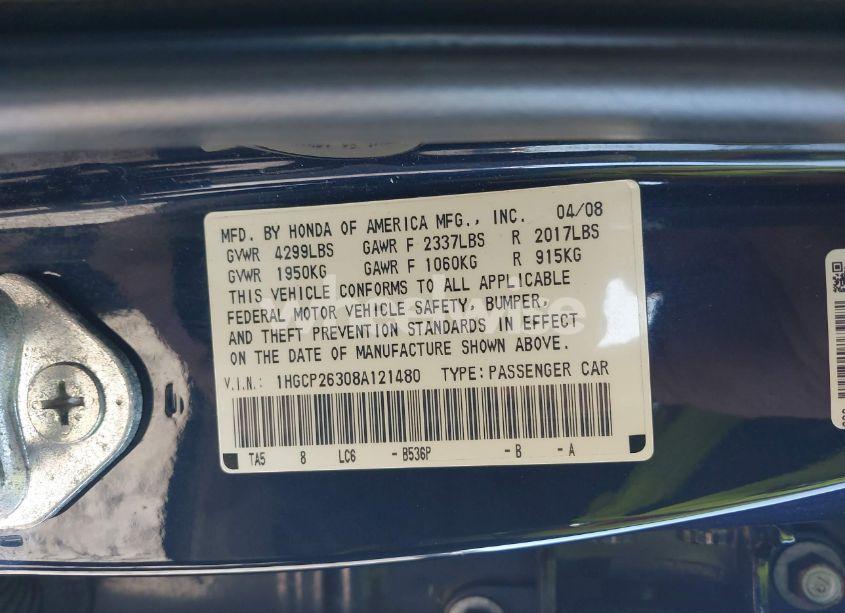 MFD. BY HONDA OF AMERICA MFG., INC. 04/08
GVWR 4299LBS GAWR F 2337LBS R 2017LBS
GVWR 1950KG GAWR F 1060KG R 915KG
THIS VEHICLE CONFORMS TO ALL APPLICABLE
FEDERAL MOTOR VEHICLE SAFETY, BUMPER,
AND THEFT PREVENTION STANDARDS IN EFFECT
ON THE DATE OF MANUFACTURE SHOWN ABOVE.
V.I.N.: 1HGCP26308A121480 TYPE: PASSENGER CAR
TA5 8 LC6 - B536P - B - A